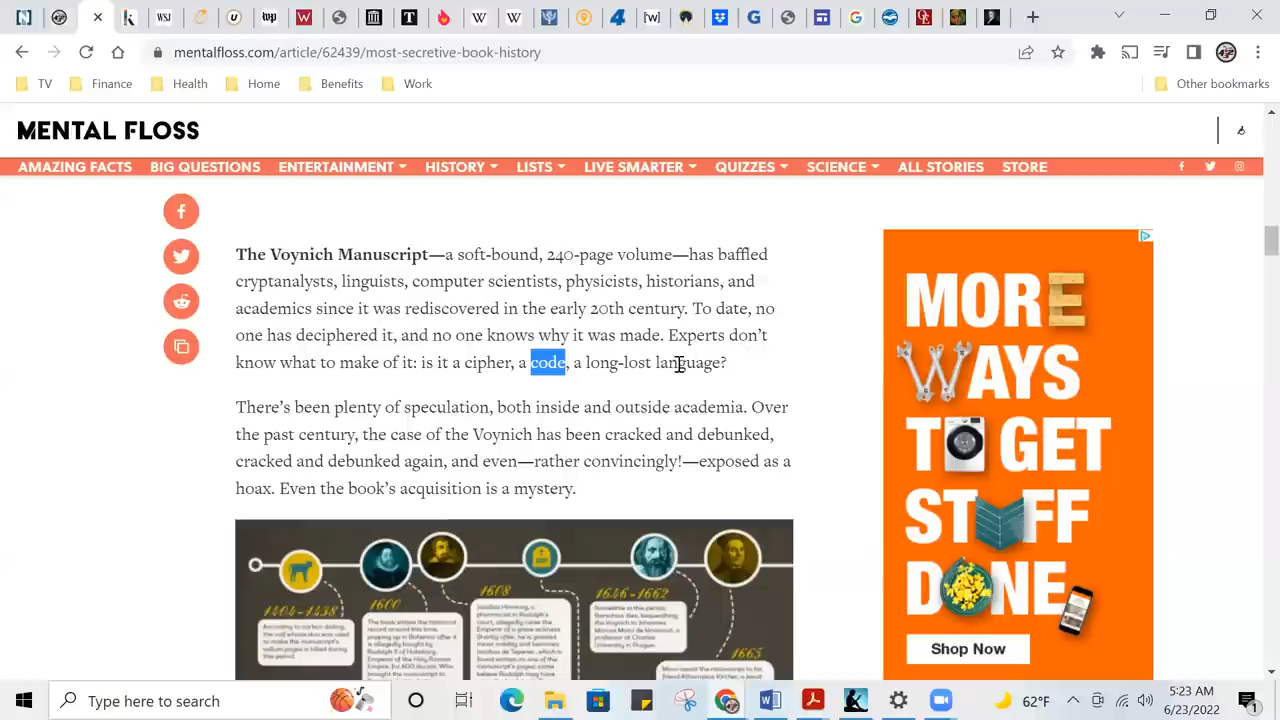 mentalfloss.com/article/62439/most-secretive-book-history
TV Finance Health Home Benefits Work Other bookmarks
MENTAL FLOSS
AMAZING FACTS BIG QUESTIONS ENTERTAINMENT HISTORY LISTS LIVE SMARTER QUIZZES SCIENCE ALL STORIES STORE
The Voynich Manuscript—a soft-bound, 240-page volume—has baffled
cryptanalysts, linguists, computer scientists, physicists, historians, and
academics since it was rediscovered in the early 20th century. To date, no
one has deciphered it, and no one knows why it was made. Experts don't
know what to make of it: is it a cipher, a code, a long-lost language?
There's been plenty of speculation, both inside and outside academia. Over
the past century, the case of the Voynich has been cracked and debunked,
cracked and debunked again, and even—rather convincingly!—exposed as a
hoax. Even the book's acquisition is a mystery.
MORE
WAYS
TO GET
STUFF
DONE
Shop Now
1404-1438
1600
1608
1646-1662
1665
Type here to search
62°F
5:23 AM
6/23/2022